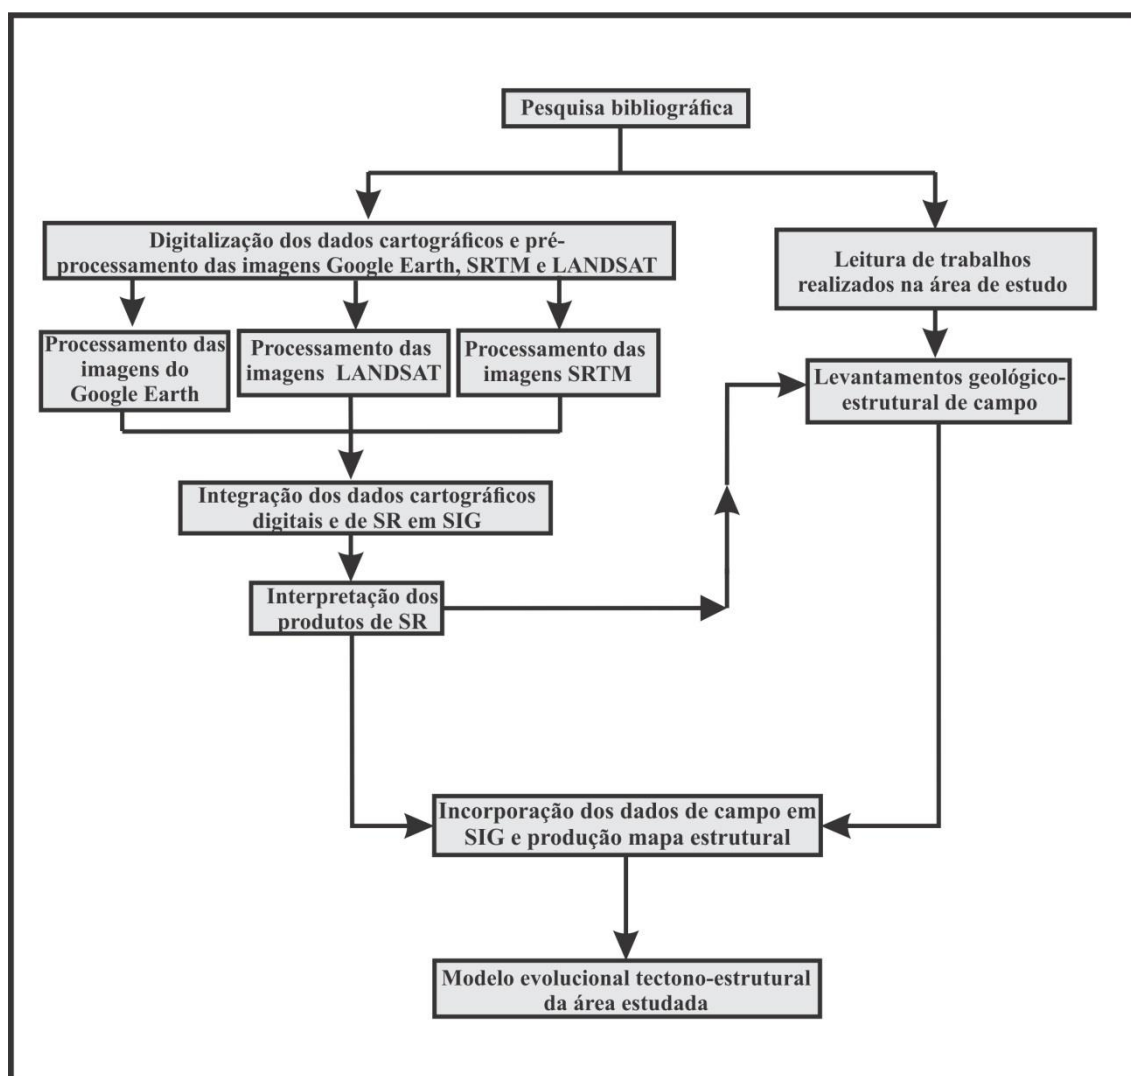 Pesquisa bibliográfica
Digitalização dos dados cartográficos e pré-
processamento das imagens Google Earth, SRTM e LANDSAT
Leitura de trabalhos
realizados na área de estudo
Processamento das
imagens do
Google Earth
Processamento das
imagens LANDSAT
Processamento das
imagens SRTM
Levantamentos geológico-
estrutural de campo
Integração dos dados cartográficos
digitais e de SR em SIG
Interpretação dos
produtos de SR
Incorporação dos dados de campo em
SIG e produção mapa estrutural
Modelo evolucional tectono-estrutural
da área estudada